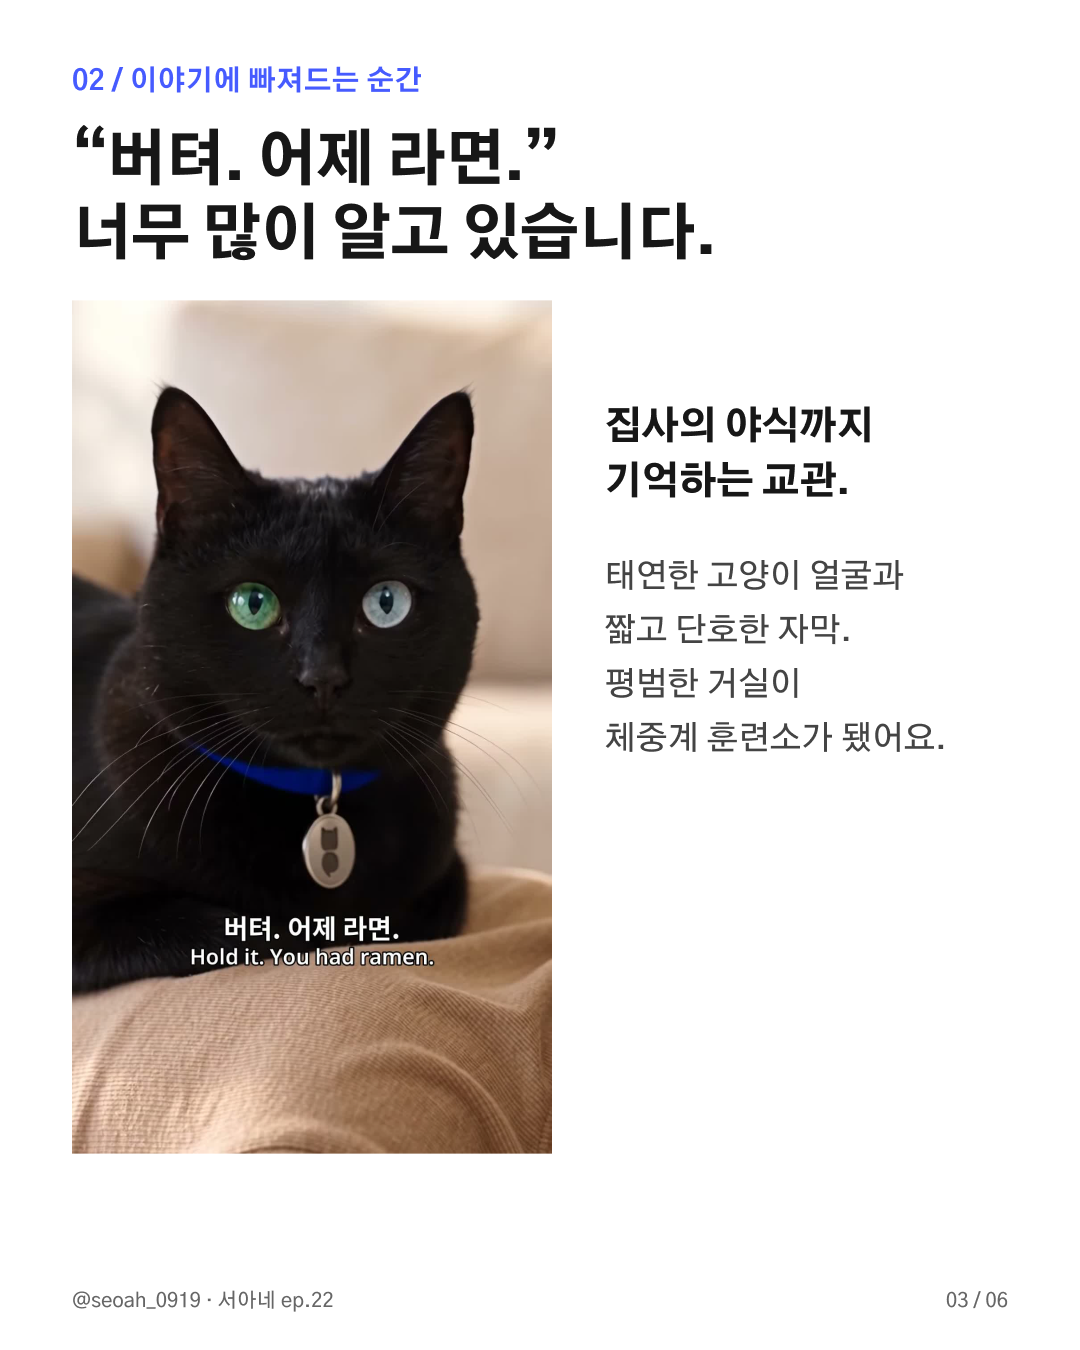 02 / 이야기에 빠져드는 순간
“버텨. 어제 라면.”
너무 많이 알고 있습니다.
집사의 야식까지
기억하는 교관.
태연한 고양이 얼굴과
짧고 단호한 자막.
평범한 거실이
체중계 훈련소가 됐어요.
버텨. 어제 라면.
Hold it. You had ramen.
@seoah_0919 · 서아네 ep.22
03 / 06